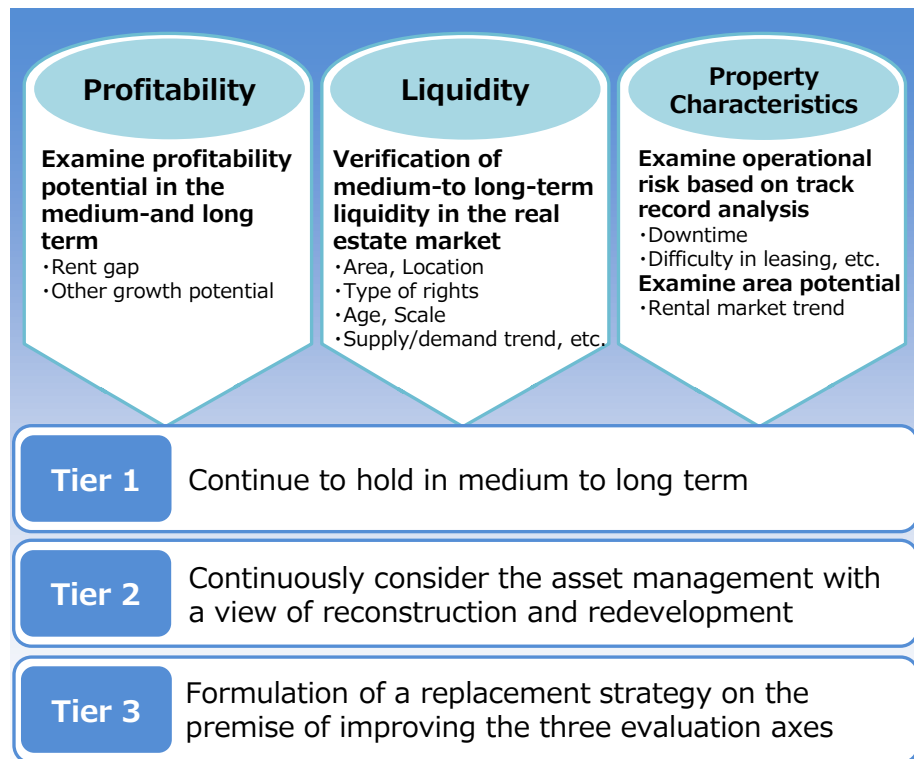 Profitability
Examine profitability
potential in the
medium-and long
term
・Rent gap
・Other growth potential
Liquidity
Verification of
medium-to long-term
liquidity in the real
estate market
・Area, Location
・Type of rights
・Age, Scale
・Supply/demand trend, etc.
Property
Characteristics
Examine operational
risk based on track
record analysis
・Downtime
・Difficulty in leasing, etc.
Examine area potential
・Rental market trend
Tier 1
Continue to hold in medium to long term
Tier 2
Continuously consider the asset management with
a view of reconstruction and redevelopment
Tier 3
Formulation of a replacement strategy on the
premise of improving the three evaluation axes